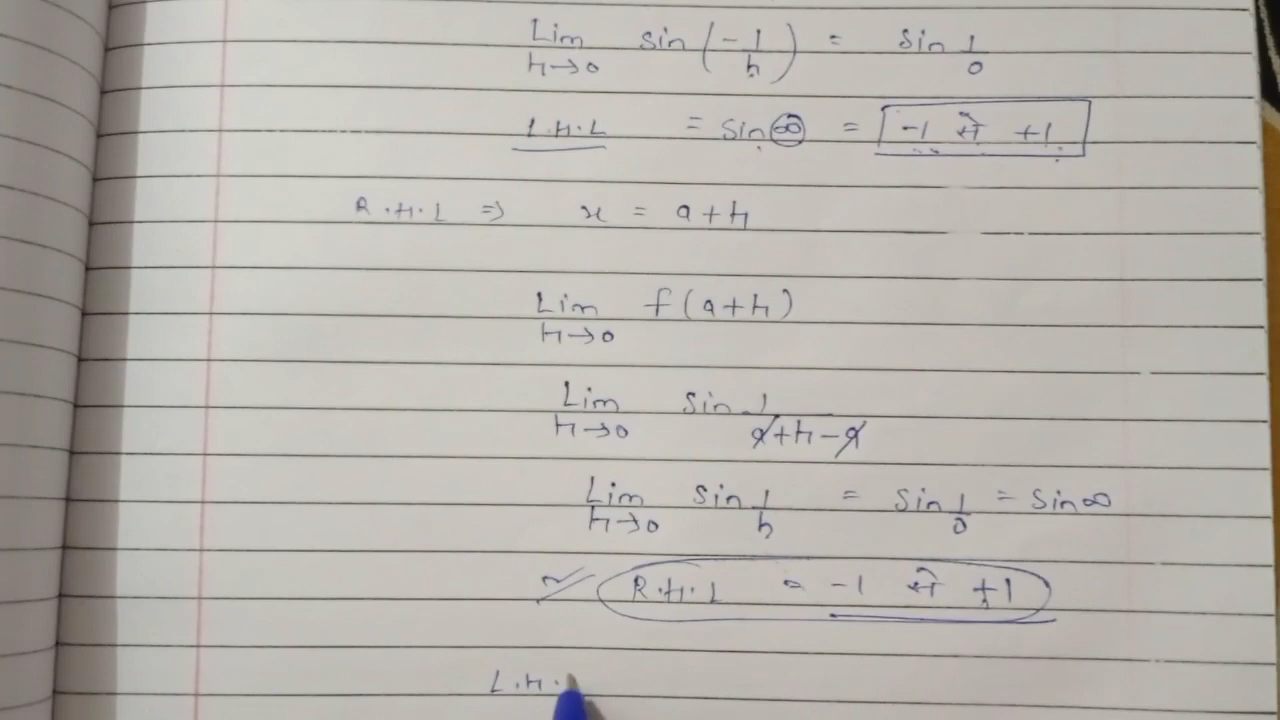 Lim sin(-1/h) = sin 1/0
h→0
L.H.L = sin ∞ = -1 से +1
R.H.L ⇒ x = a+h
Lim f(a+h)
h→0
Lim sin 1/a+h-a
h→0
Lim sin 1/h = sin 1/0 = sin ∞
h→0
R.H.L = -1 से +1
L.H.